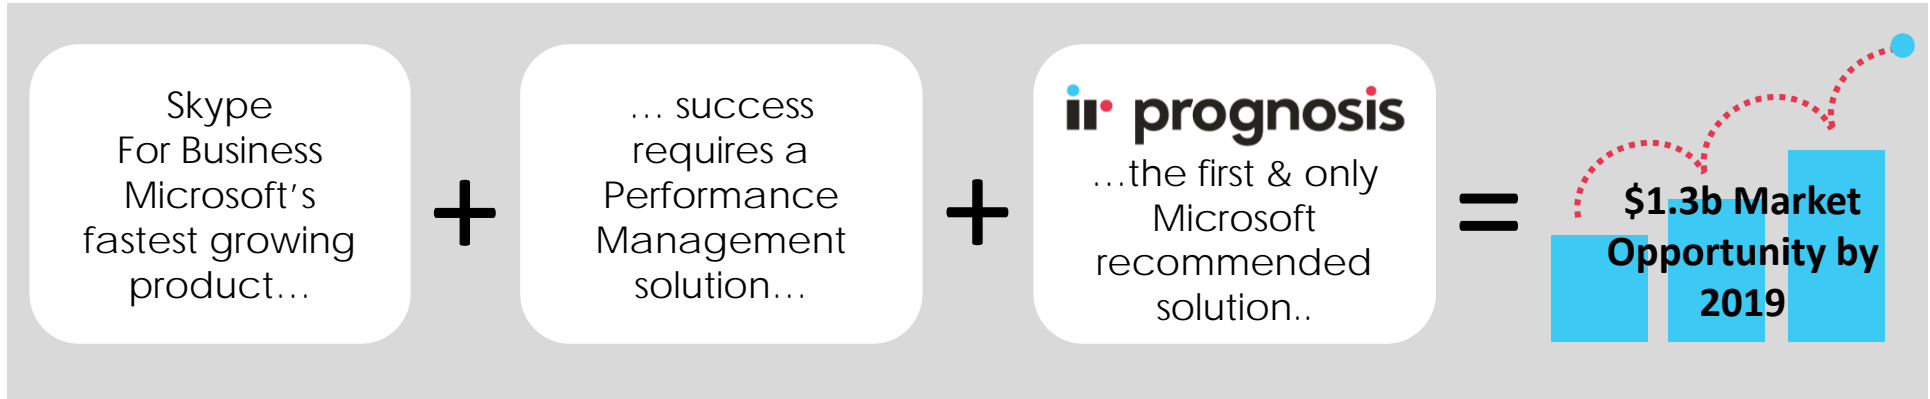 Skype
For Business
Microsoft's
fastest growing
product...
+
... success
requires a
Performance
Management
solution...
+
ir prognosis
...the first & only
Microsoft
recommended
solution..
=
$1.3b Market
Opportunity by
2019